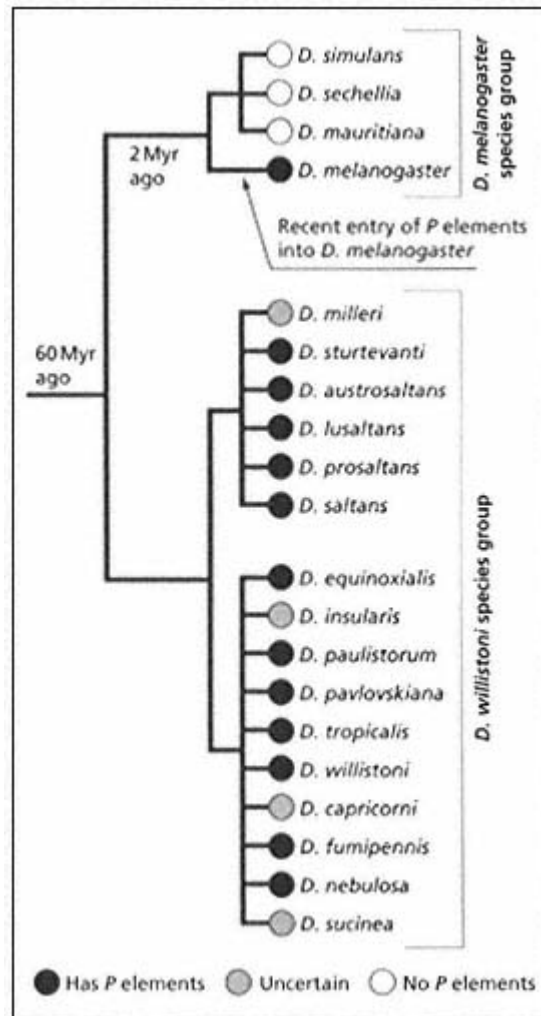 D. simulans
D. sechellia
D. mauritiana
D. melanogaster
D. melanogaster
species group
2 Myr
ago
Recent entry of P elements
into D. melanogaster
60 Myr
ago
D. milleri
D. sturtevanti
D. austrosaltans
D. lusaltans
D. prosaltans
D. saltans
D. equinoxialis
D. insularis
D. paulistorum
D. pavlovskiana
D. tropicalis
D. willistoni
D. capricorni
D. fumipennis
D. nebulosa
D. sucinea
D. willistoni species group
Has P elements
Uncertain
No P elements